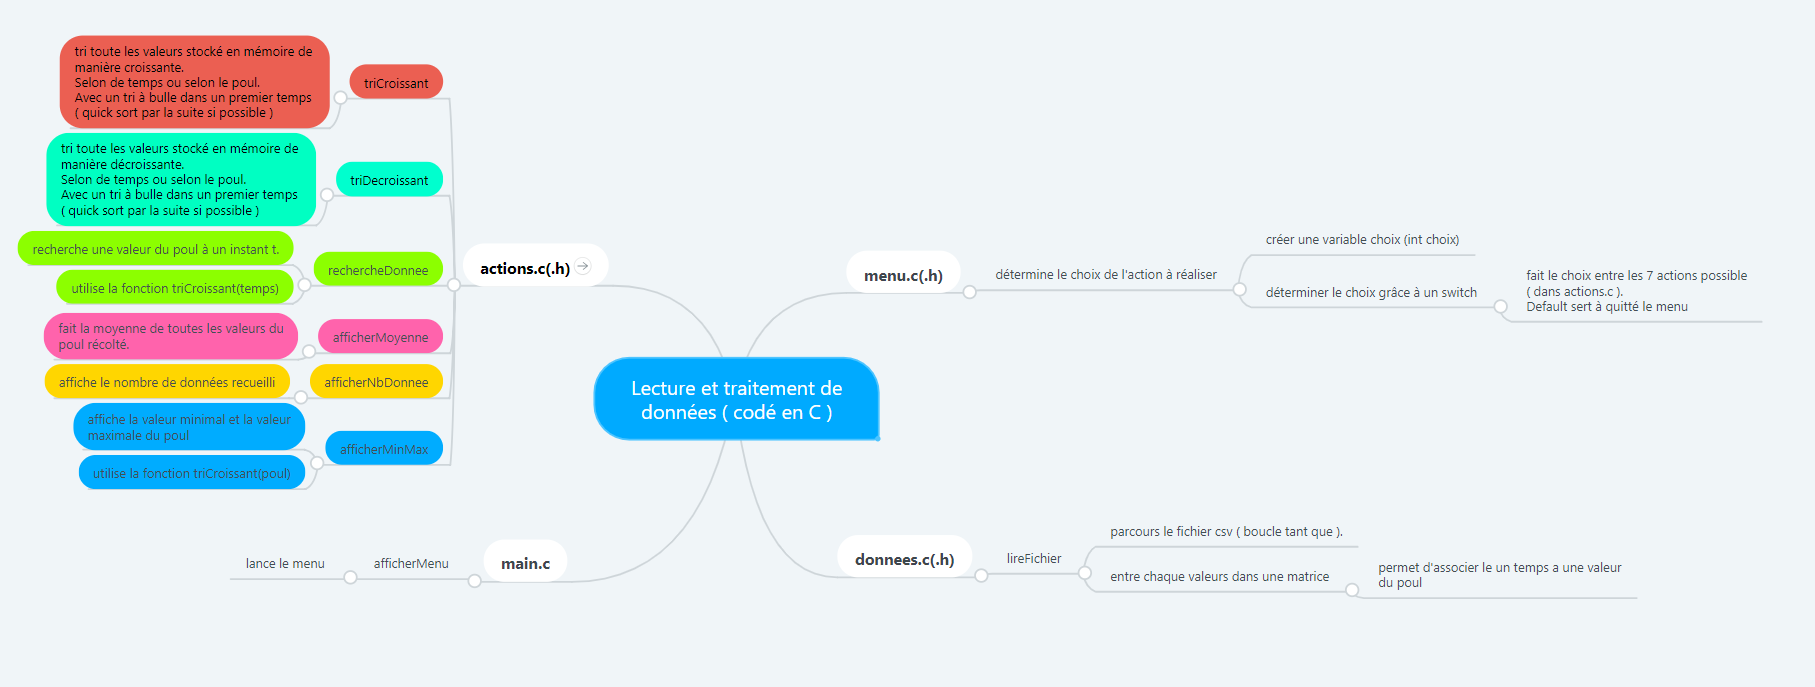 tri toute les valeurs stocké en mémoire de
manière croissante.
Selon de temps ou selon le poul.
Avec un tri à bulle dans un premier temps
( quick sort par la suite si possible )
triCroissant
tri toute les valeurs stocké en mémoire de
manière décroissante.
Selon de temps ou selon le poul.
Avec un tri à bulle dans un premier temps
( quick sort par la suite si possible )
triDecroissant
recherche une valeur du poul à un instant t.
utilise la fonction triCroissant(temps)
rechercheDonnee
fait la moyenne de toutes les valeurs du
poul récolté.
afficherMoyenne
affiche le nombre de données recueilli
afficherNbDonnee
affiche la valeur minimal et la valeur
maximale du poul
utilise la fonction triCroissant(poul)
afficherMinMax
actions.c(.h)
menu.c(.h)
détermine le choix de l'action à réaliser
créer une variable choix (int choix)
déterminer le choix grâce à un switch
fait le choix entre les 7 actions possible
( dans actions.c ).
Default sert à quitté le menu
Lecture et traitement de
données ( codé en C )
lance le menu
afficherMenu
main.c
donnees.c(.h)
lireFichier
parcours le fichier csv ( boucle tant que ).
entre chaque valeurs dans une matrice
permet d'associer le un temps a une valeur
du poul